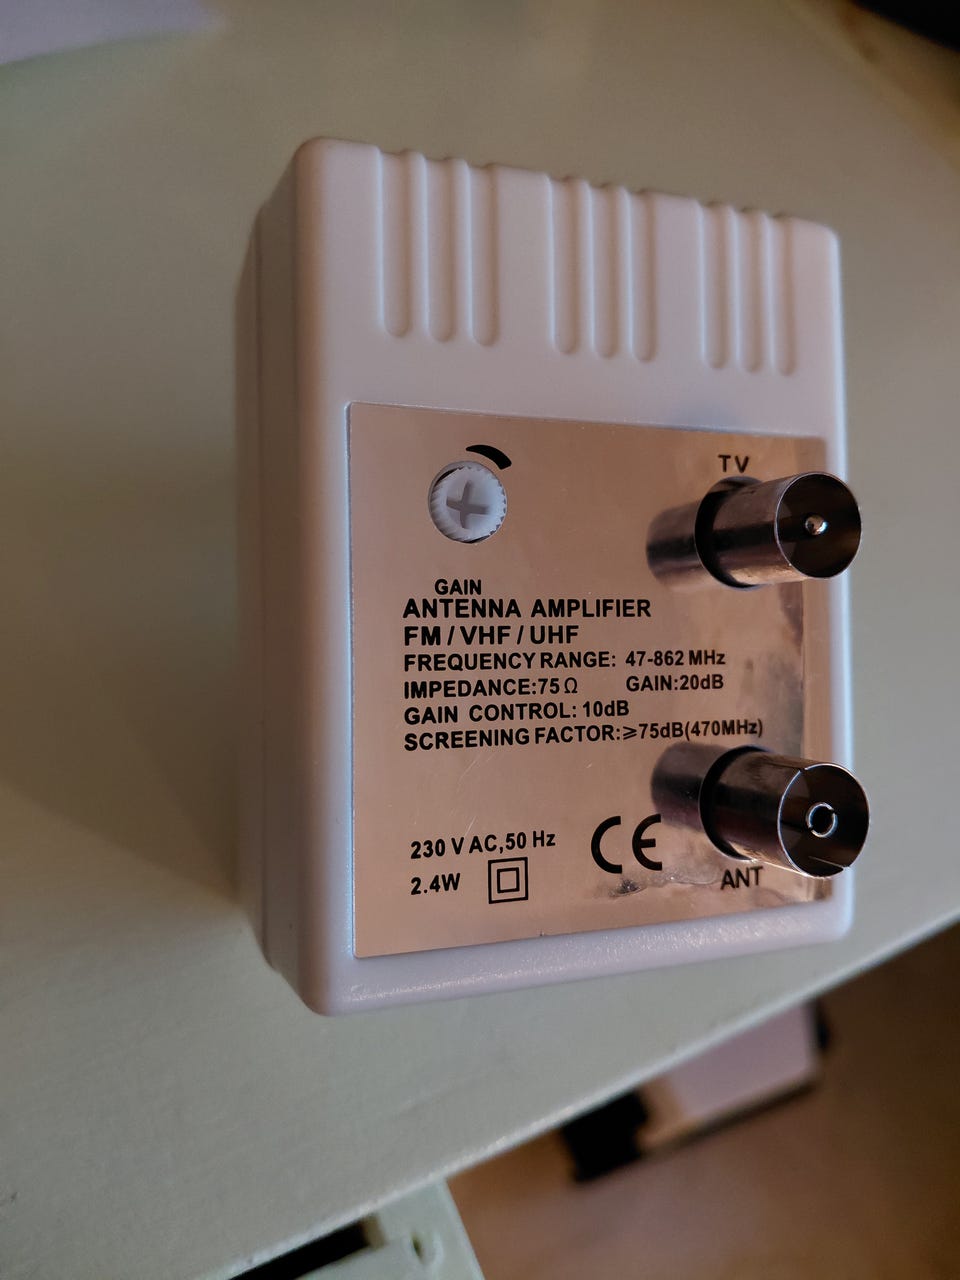 TV
GAIN
ANTENNA AMPLIFIER
FM / VHF / UHF
FREQUENCY RANGE: 47-862 MHz
IMPEDANCE:75 Ω GAIN:20dB
GAIN CONTROL: 10dB
SCREENING FACTOR:≥75dB(470MHz)
230 V AC,50 Hz
2.4W
CE
ANT